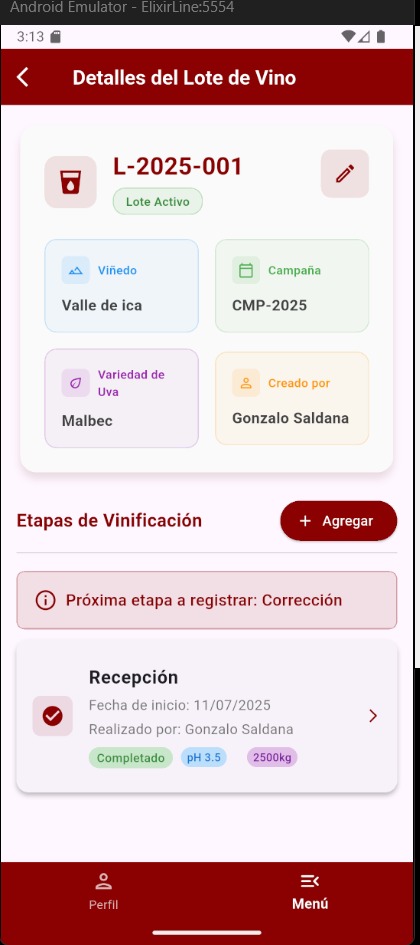 Android Emulator - ElixirLine:5554
3:13
Detalles del Lote de Vino
L-2025-001
Lote Activo
Viñedo
Valle de ica
Campaña
CMP-2025
Variedad de
Uva
Malbec
Creado por
Gonzalo Saldana
Etapas de Vinificación
+ Agregar
Próxima etapa a registrar: Corrección
Recepción
Fecha de inicio: 11/07/2025
Realizado por: Gonzalo Saldana
Completado pH 3.5 2500kg
Perfil
Menú